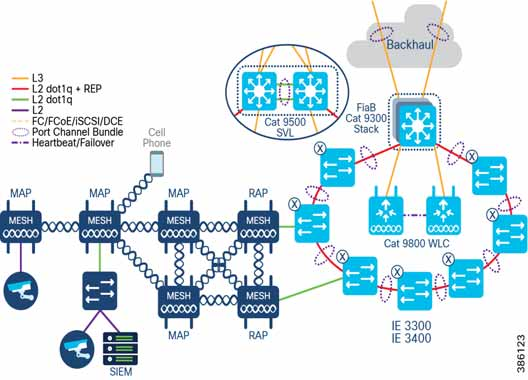 L3
L2 dot1q + REP
L2 dot1q
L2
FC/FCoE/iSCSI/DCE
Port Channel Bundle
Heartbeat/Failover
Cell
Phone
Cat 9500
SVL
Backhaul
FiaB
Cat 9300
Stack
X
X
X
X
X
X
Cat 9800 WLC
IE 3300
IE 3400
MAP
MAP
MAP
RAP
MESH
MESH
MESH
MESH
MESH
MESH
MAP
RAP
SIEM
386123